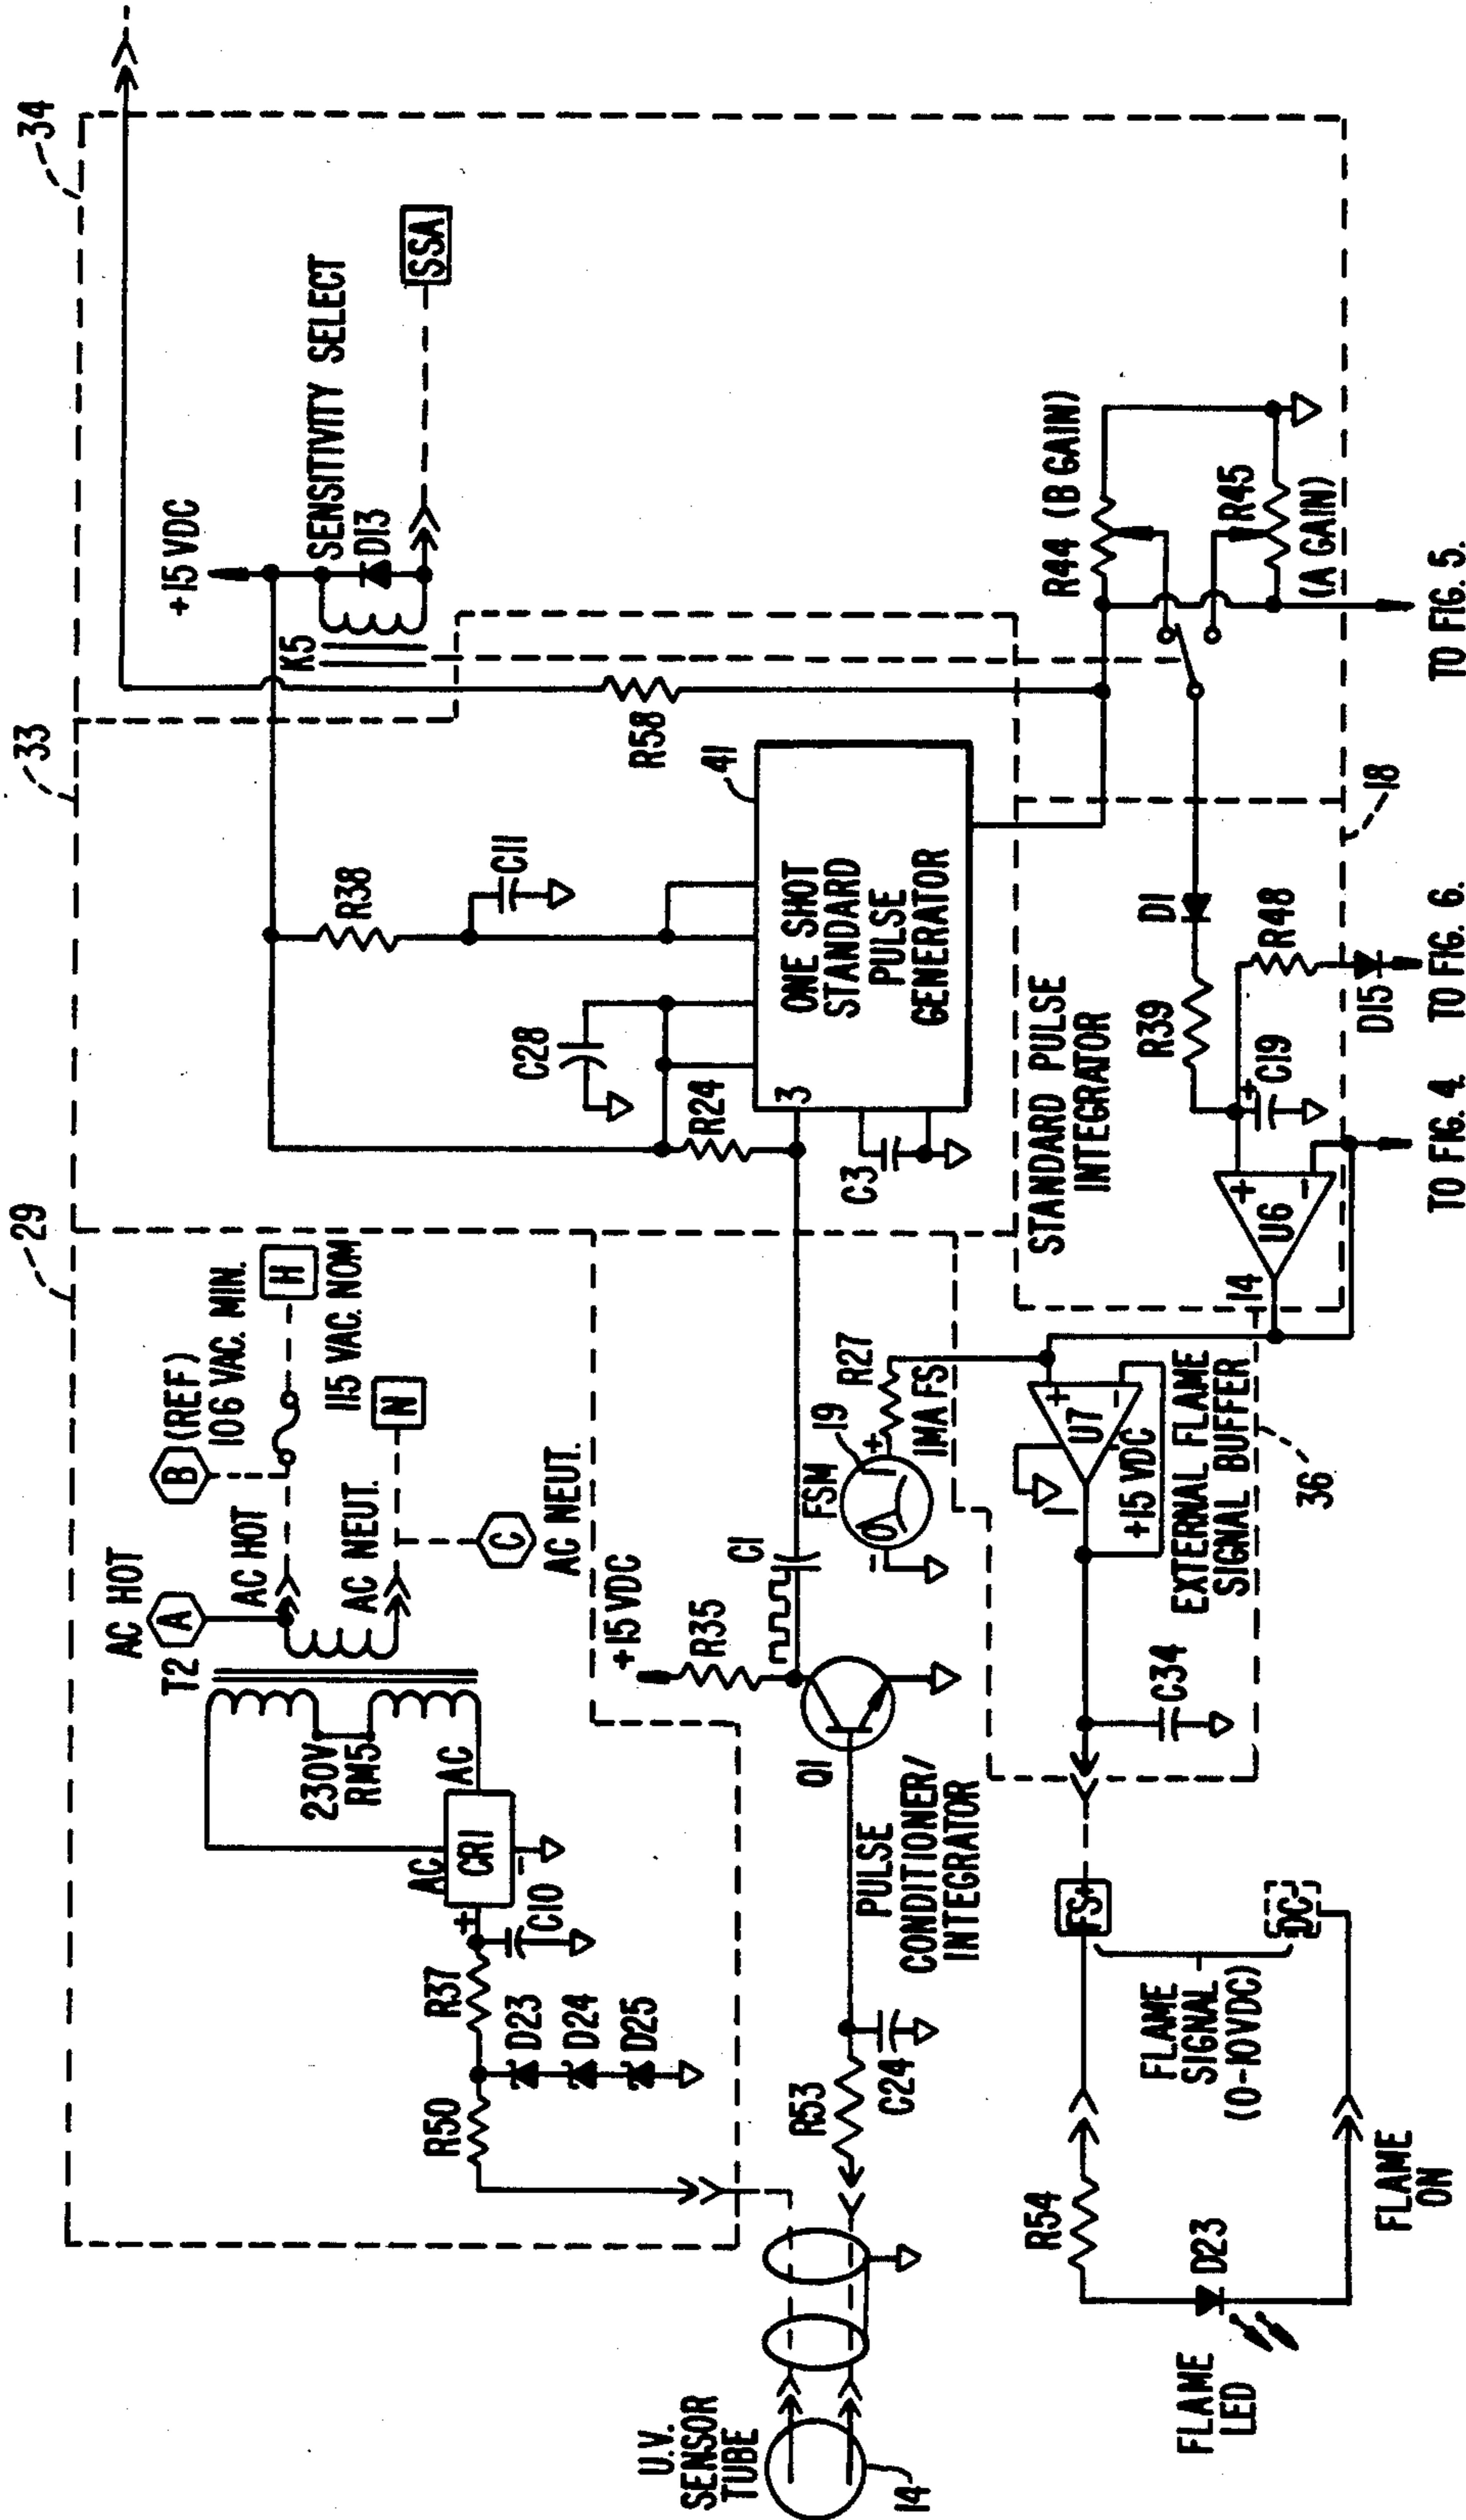 29
33
34
AC HOT
A
T2
B
(REF)
106 VAC. MIN.
H
115 VAC NOM
AC HOT
AC NEUT.
N
C
AC NEUT.
230V
RM5
AC
AC
CR1
+
-
C10
R37
R50
D23
D24
D25
+15 VDC
K5
SENSITIVITY SELECT
D13
SSA
R38
C11
C28
R24
R58
41
3
ONE SHOT
STANDARD
PULSE
GENERATOR
C3
U.V.
SENSOR
TUBE
14
R53
C24
PULSE
CONDITIONER/
INTEGRATOR
Q1
+15 VDC
R35
C1
FSM
19
R27
+
-
0
1
1MAFS
STANDARD PULSE
INTEGRATOR
R44 (B GAIN)
R45
(A GAIN)
D1
R39
R48
C19
+
D15
18
U6
+
-
14
U7
+
-
1
+15 VDC
EXTERNAL FLAME
SIGNAL BUFFER
36
C34
FS+
DC-
FLAME
SIGNAL
(0-10VDC)
R54
D23
FLAME
LED
FLAME
ON
TO FIG. 4
TO FIG. 6.
TO FIG. 5.